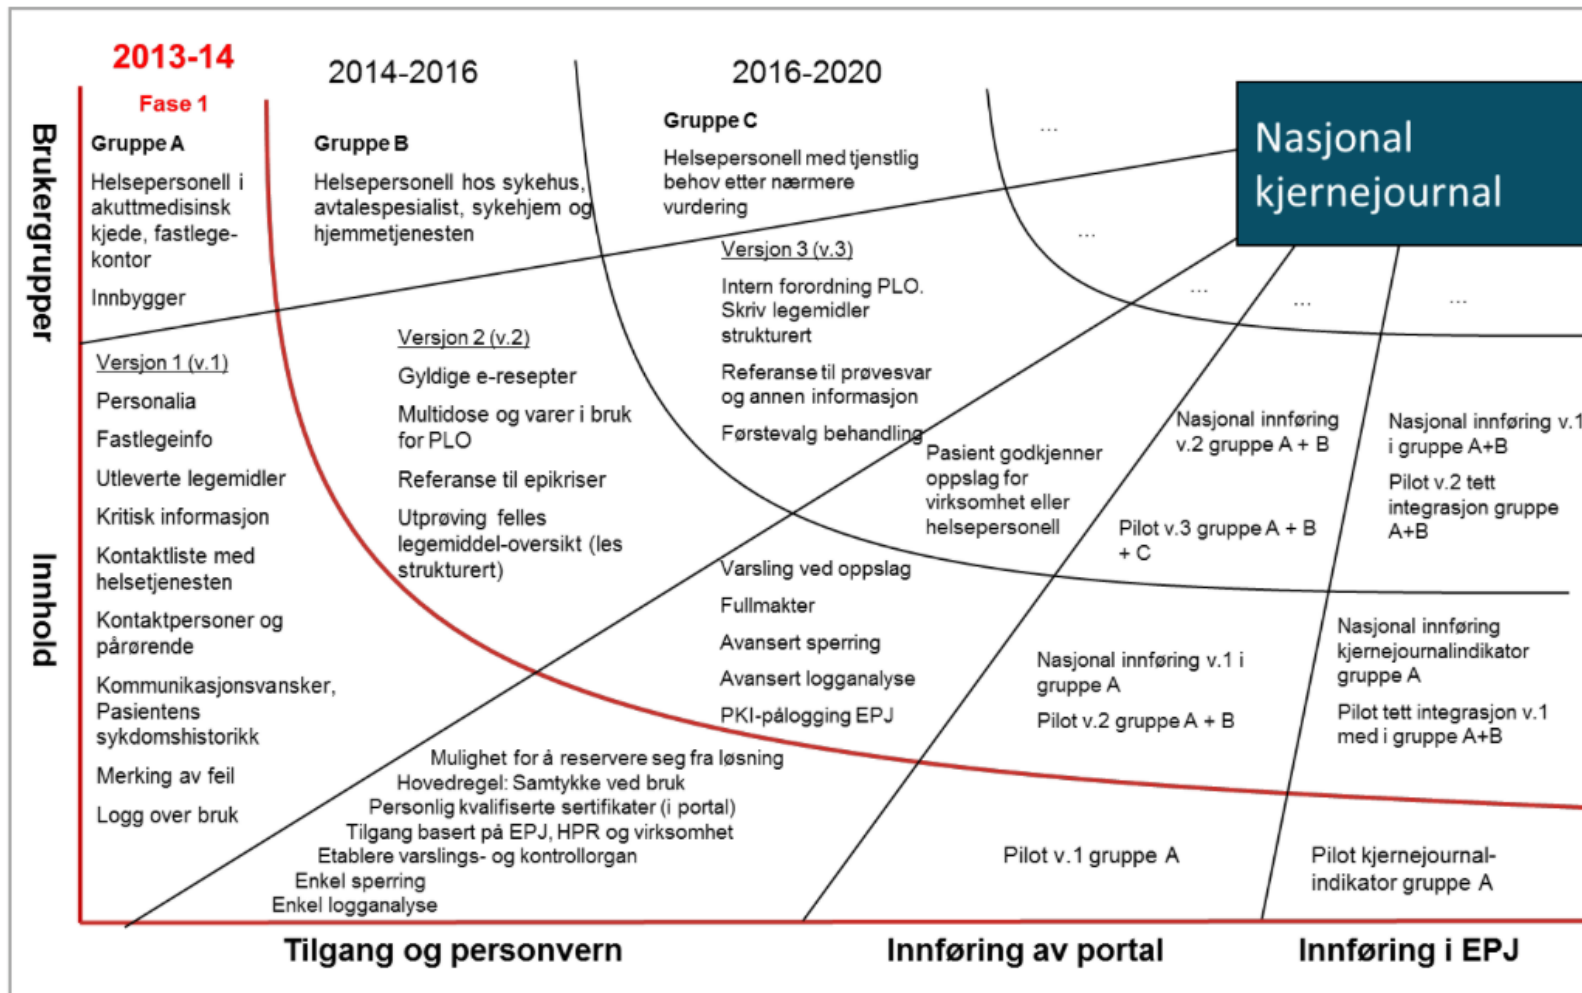 2013-14
Fase 1
2014-2016
2016-2020
Nasjonal
kjernejournal
Brukergrupper
Gruppe A
Helsepersonell i
akuttmedisinsk
kjede, fastlege-
kontor
Innbygger
Gruppe B
Helsepersonell hos sykehus,
avtalespesialist, sykehjem og
hjemmetjenesten
Gruppe C
Helsepersonell med tjenstlig
behov etter nærmere
vurdering
...
...
...
...
...
Innhold
Versjon 1 (v.1)
Personalia
Fastlegeinfo
Utleverte legemidler
Kritisk informasjon
Kontaktliste med
helsetjenesten
Kontaktpersoner og
pårørende
Kommunikasjonsvansker,
Pasientens
sykdomshistorikk
Merking av feil
Logg over bruk
Versjon 2 (v.2)
Gyldige e-resepter
Multidose og varer i bruk
for PLO
Referanse til epikriser
Utprøving felles
legemiddel-oversikt (les
strukturert)
Versjon 3 (v.3)
Intern forordning PLO.
Skriv legemidler
strukturert
Referanse til prøvesvar
og annen informasjon
Førstevalg behandling
Pasient godkjenner
oppslag for
virksomhet eller
helsepersonell
Varsling ved oppslag
Fullmakter
Avansert sperring
Avansert logganalyse
PKI-pålogging EPJ
Mulighet for å reservere seg fra løsning
Hovedregel: Samtykke ved bruk
Personlig kvalifiserte sertifikater (i portal)
Tilgang basert på EPJ, HPR og virksomhet
Etablere varslings- og kontrollorgan
Enkel sperring
Enkel logganalyse
Nasjonal innføring
v.2 gruppe A + B
Pilot v.3 gruppe A + B
+ C
Nasjonal innføring v.1 i
gruppe A
Pilot v.2 gruppe A + B
Pilot v.1 gruppe A
Nasjonal innføring v.1
i gruppe A+B
Pilot v.2 tett
integrasjon gruppe
A+B
Nasjonal innføring
kjernejournalindikator
gruppe A
Pilot tett integrasjon v.1
med i gruppe A+B
Pilot kjernejournal-
indikator gruppe A
Tilgang og personvern
Innføring av portal
Innføring i EPJ